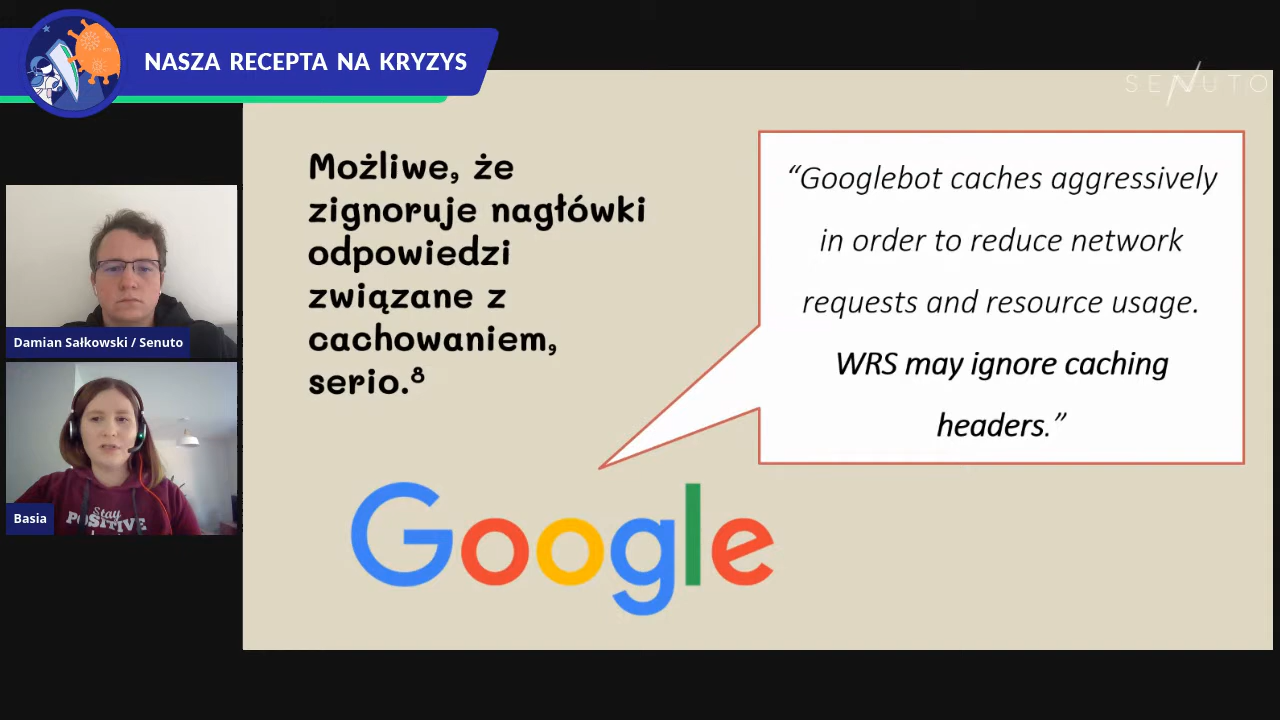 NASZA RECEPTA NA KRYZYS
SENUTO
Możliwe, że
zignoruje nagłówki
odpowiedzi
związane z
cachowaniem,
serio.⁸
“Googlebot caches aggressively
in order to reduce network
requests and resource usage.
WRS may ignore caching
headers.”
Google
Damian Sałkowski / Senuto
Stay
POSITIVE
Basia